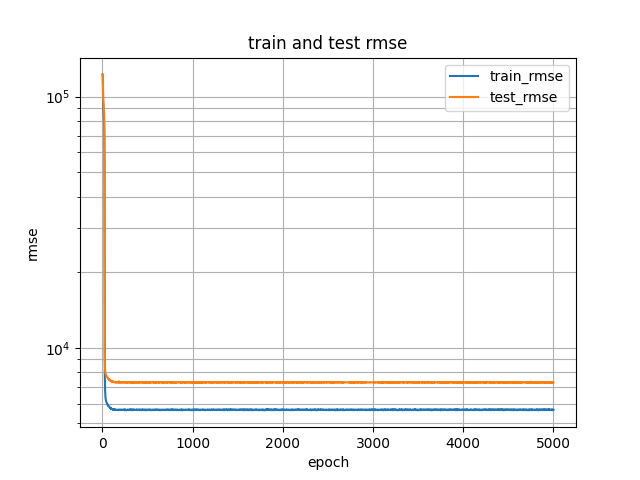 train and test rmse
train_rmse
test_rmse
10^5
10^4
rmse
0 1000 2000 3000 4000 5000
epoch